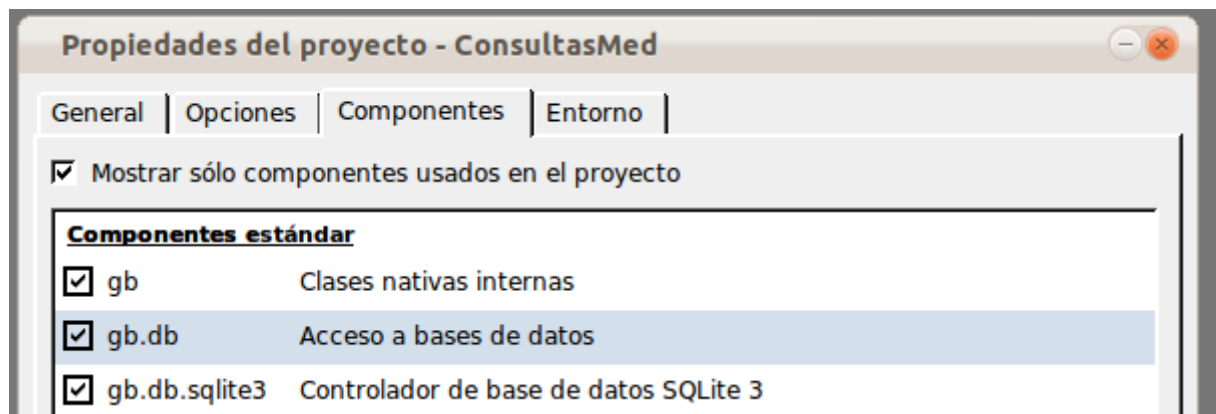 Propiedades del proyecto - ConsultasMed
General Opciones Componentes Entorno
Mostrar sólo componentes usados en el proyecto
Componentes estándar
gb Clases nativas internas
gb.db Acceso a bases de datos
gb.db.sqlite3 Controlador de base de datos SQLite 3